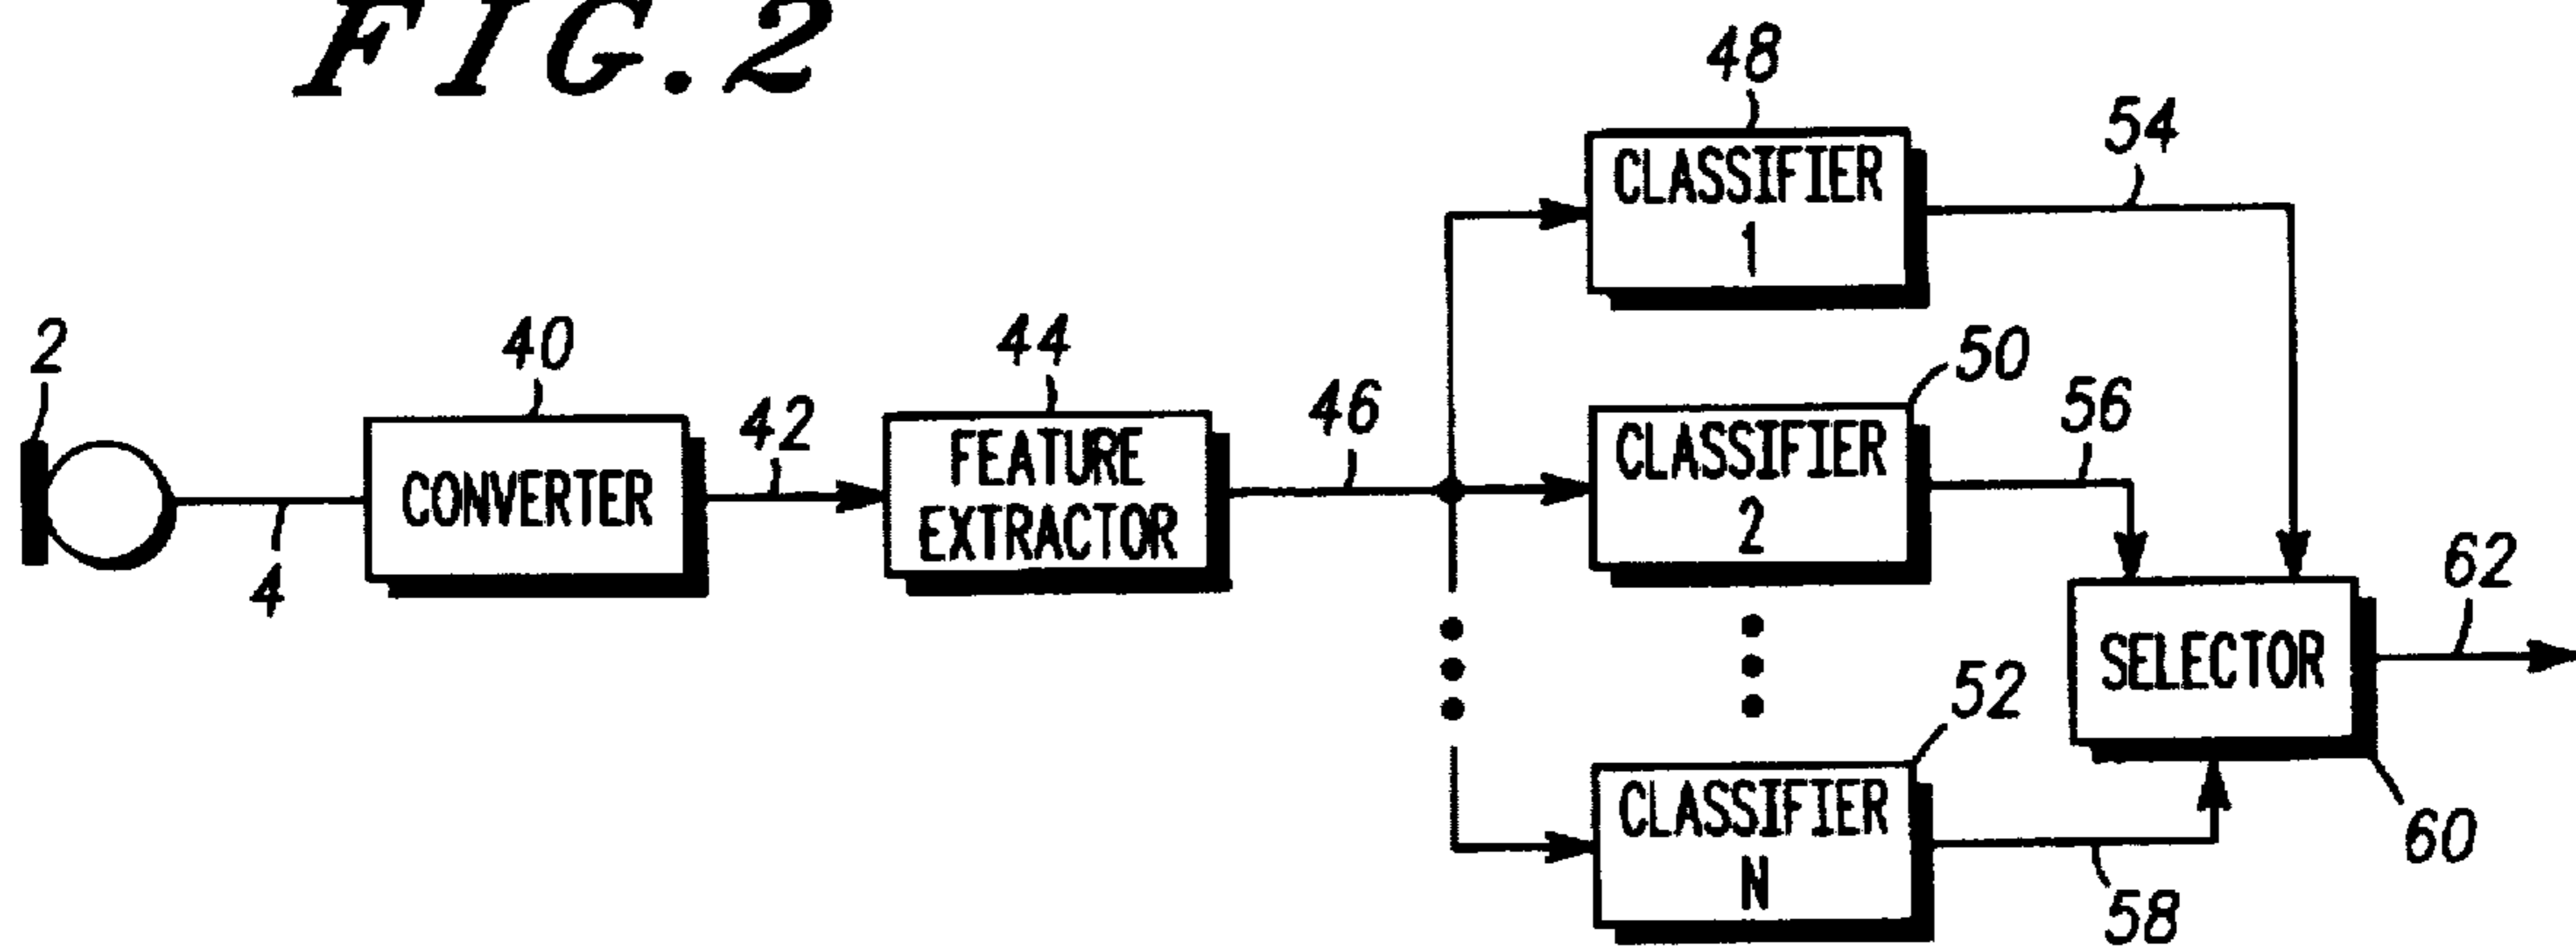 FIG.2
48
CLASSIFIER
1
54
2
4
40
CONVERTER
42
44
FEATURE
EXTRACTOR
46
50
CLASSIFIER
2
56
52
CLASSIFIER
N
58
SELECTOR
60
62